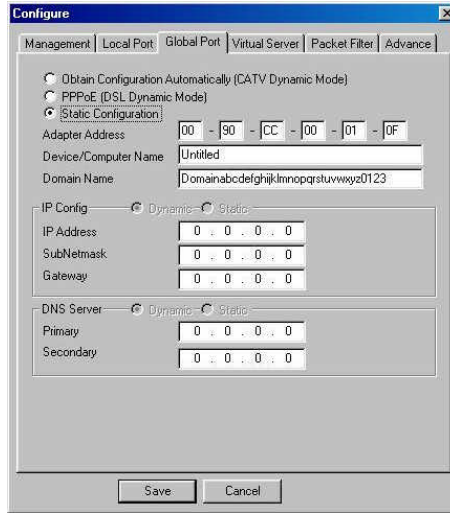 Configure
Management Local Port Global Port Virtual Server Packet Filter Advance
Obtain Configuration Automatically (CATV Dynamic Mode)
PPPoE (DSL Dynamic Mode)
Static Configuration
Adapter Address 00 - 90 - CC - 00 - 01 - 0F
Device/Computer Name Untitled
Domain Name Domainabcdefghijklmnopqrstuvwxyz0123
IP Config Dynamic Static
IP Address 0 . 0 . 0 . 0
SubNetmask 0 . 0 . 0 . 0
Gateway 0 . 0 . 0 . 0
DNS Server Dynamic Static
Primary 0 . 0 . 0 . 0
Secondary 0 . 0 . 0 . 0
Save Cancel